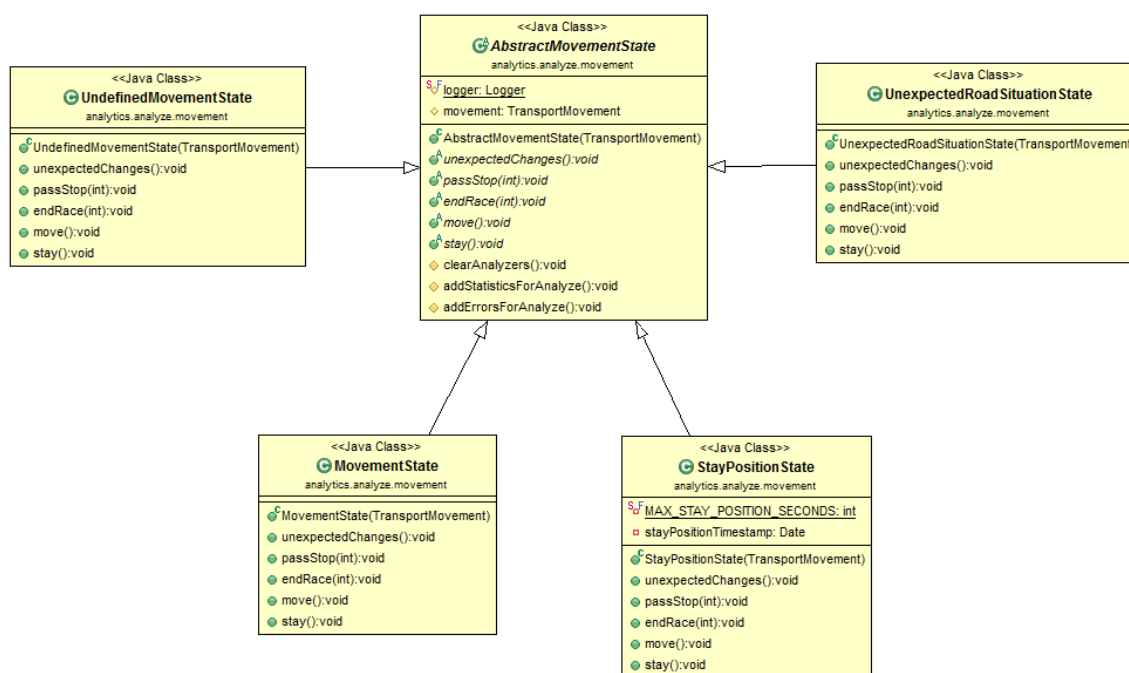 <<Java Class>>
AbstractMovementState
analytics.analyze.movement
logger: Logger
movement: TransportMovement
AbstractMovementState(TransportMovement)
unexpectedChanges():void
passStop(int):void
endRace(int):void
move():void
stay():void
clearAnalyzers():void
addStatisticsForAnalyze():void
addErrorsForAnalyze():void
<<Java Class>>
UndefinedMovementState
analytics.analyze.movement
UndefinedMovementState(TransportMovement)
unexpectedChanges():void
passStop(int):void
endRace(int):void
move():void
stay():void
<<Java Class>>
UnexpectedRoadSituationState
analytics.analyze.movement
UnexpectedRoadSituationState(TransportMovement
unexpectedChanges():void
passStop(int):void
endRace(int):void
move():void
stay():void
<<Java Class>>
MovementState
analytics.analyze.movement
MovementState(TransportMovement)
unexpectedChanges():void
passStop(int):void
endRace(int):void
move():void
stay():void
<<Java Class>>
StayPositionState
analytics.analyze.movement
MAX_STAY_POSITION_SECONDS: int
stayPositionTimestamp: Date
StayPositionState(TransportMovement)
unexpectedChanges():void
passStop(int):void
endRace(int):void
move():void
stay():void